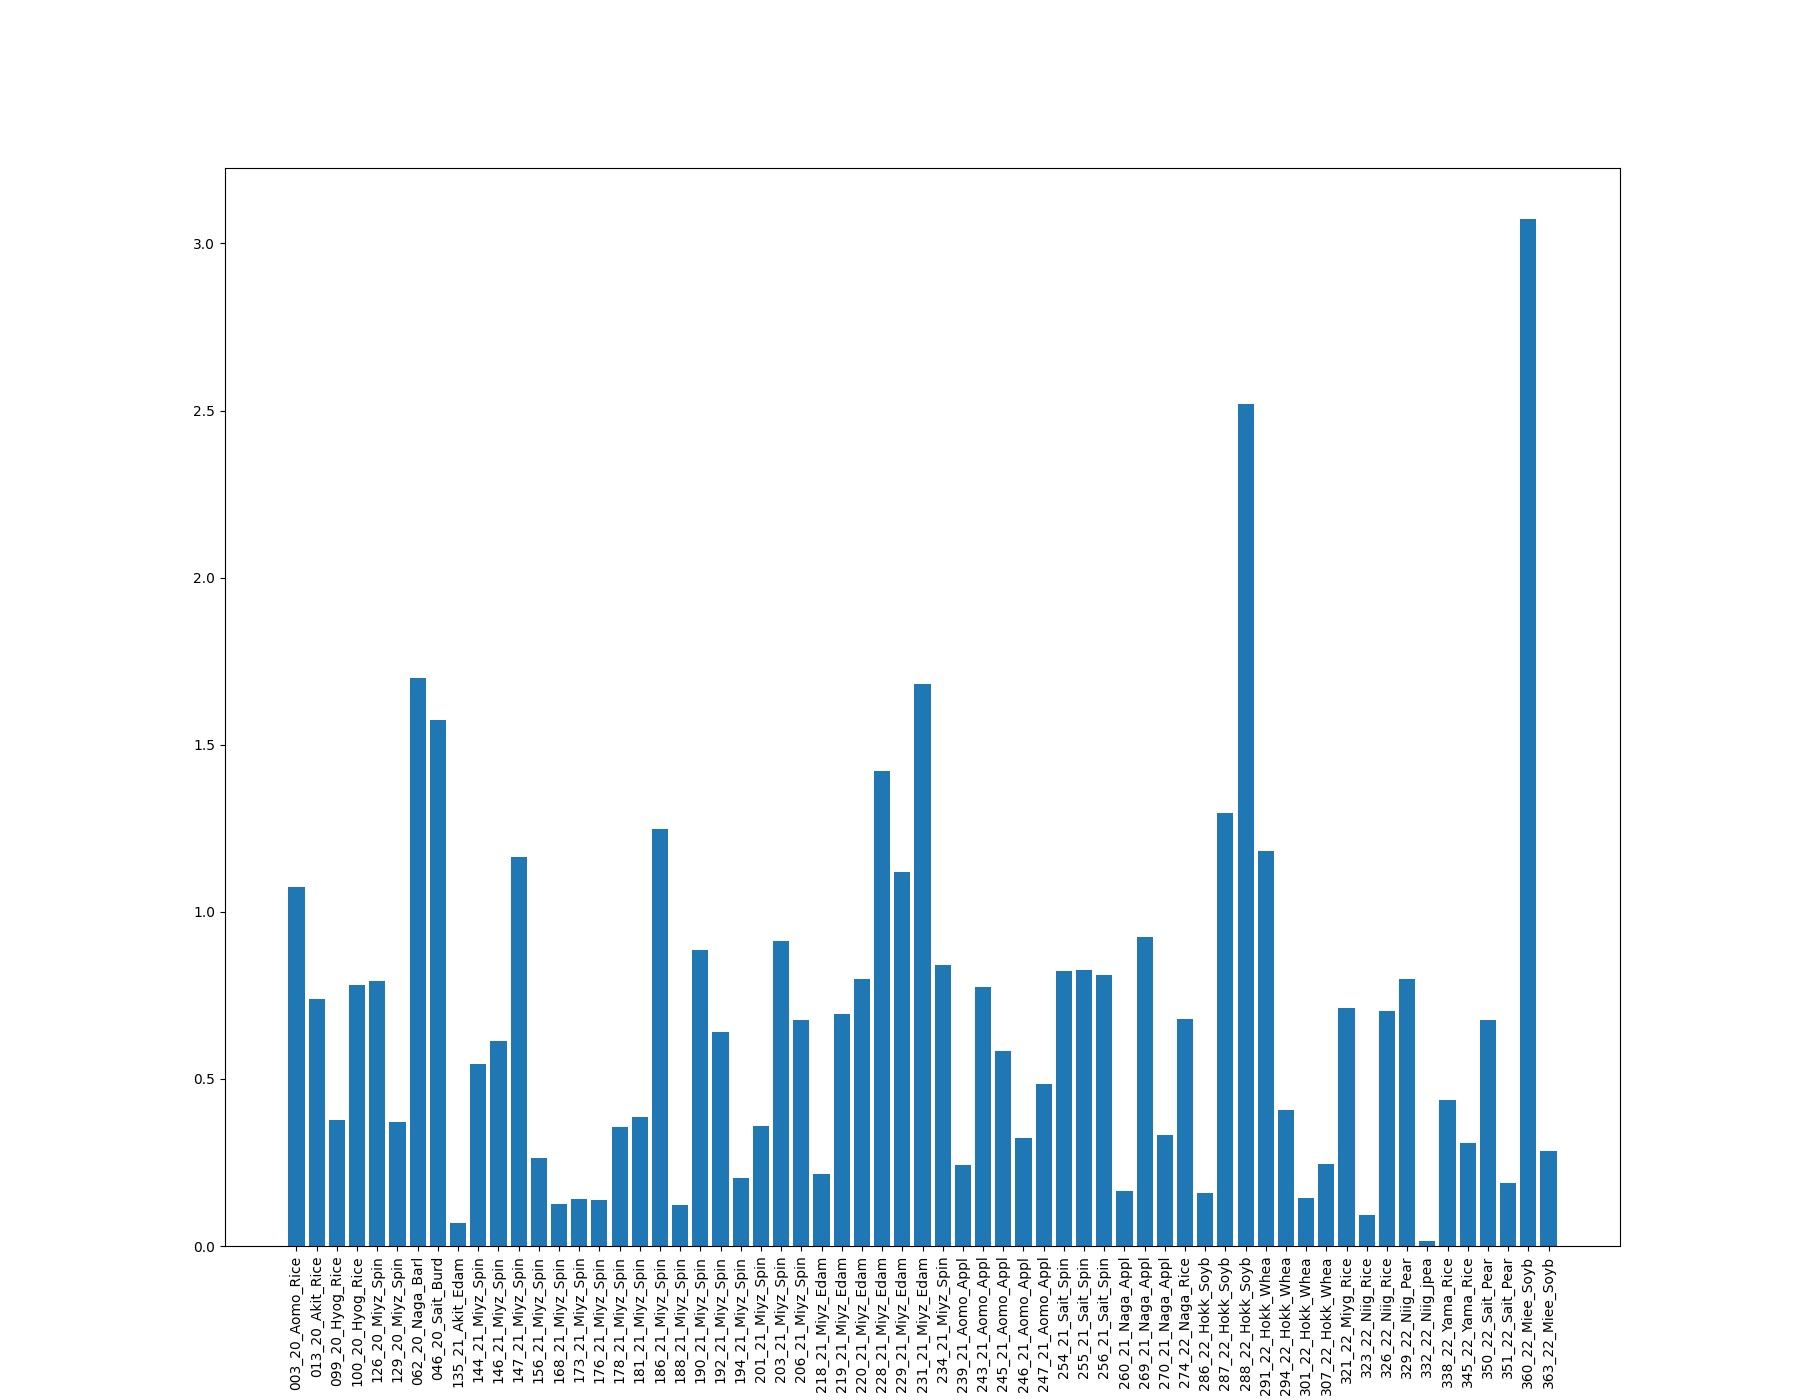 3.0
2.5
2.0
1.5
1.0
0.5
0.0
003_20_Aomo_Rice
013_20_Akit_Rice
099_20_Hyog_Rice
100_20_Hyog_Rice
126_20_Miyz_Spin
129_20_Miyz_Spin
062_20_Naga_Barl
046_20_Sait_Burd
135_21_Akit_Edam
144_21_Miyz_Spin
146_21_Miyz_Spin
147_21_Miyz_Spin
156_21_Miyz_Spin
168_21_Miyz_Spin
173_21_Miyz_Spin
176_21_Miyz_Spin
178_21_Miyz_Spin
181_21_Miyz_Spin
186_21_Miyz_Spin
188_21_Miyz_Spin
190_21_Miyz_Spin
192_21_Miyz_Spin
194_21_Miyz_Spin
201_21_Miyz_Spin
203_21_Miyz_Spin
206_21_Miyz_Spin
218_21_Miyz_Edam
219_21_Miyz_Edam
220_21_Miyz_Edam
228_21_Miyz_Edam
229_21_Miyz_Edam
231_21_Miyz_Edam
234_21_Miyz_Spin
239_21_Aomo_Appl
243_21_Aomo_Appl
245_21_Aomo_Appl
246_21_Aomo_Appl
247_21_Aomo_Appl
254_21_Sait_Spin
255_21_Sait_Spin
256_21_Sait_Spin
260_21_Naga_Appl
269_21_Naga_Appl
270_21_Naga_Appl
274_22_Naga_Rice
286_22_Hokk_Soyb
287_22_Hokk_Soyb
288_22_Hokk_Soyb
291_22_Hokk_Whea
294_22_Hokk_Whea
301_22_Hokk_Whea
307_22_Hokk_Whea
321_22_Miyg_Rice
323_22_Niig_Rice
326_22_Niig_Rice
329_22_Niig_Pear
332_22_Niig_jpea
338_22_Yama_Rice
345_22_Yama_Rice
350_22_Sait_Pear
351_22_Sait_Pear
360_22_Miee_Soyb
363_22_Miee_Soyb